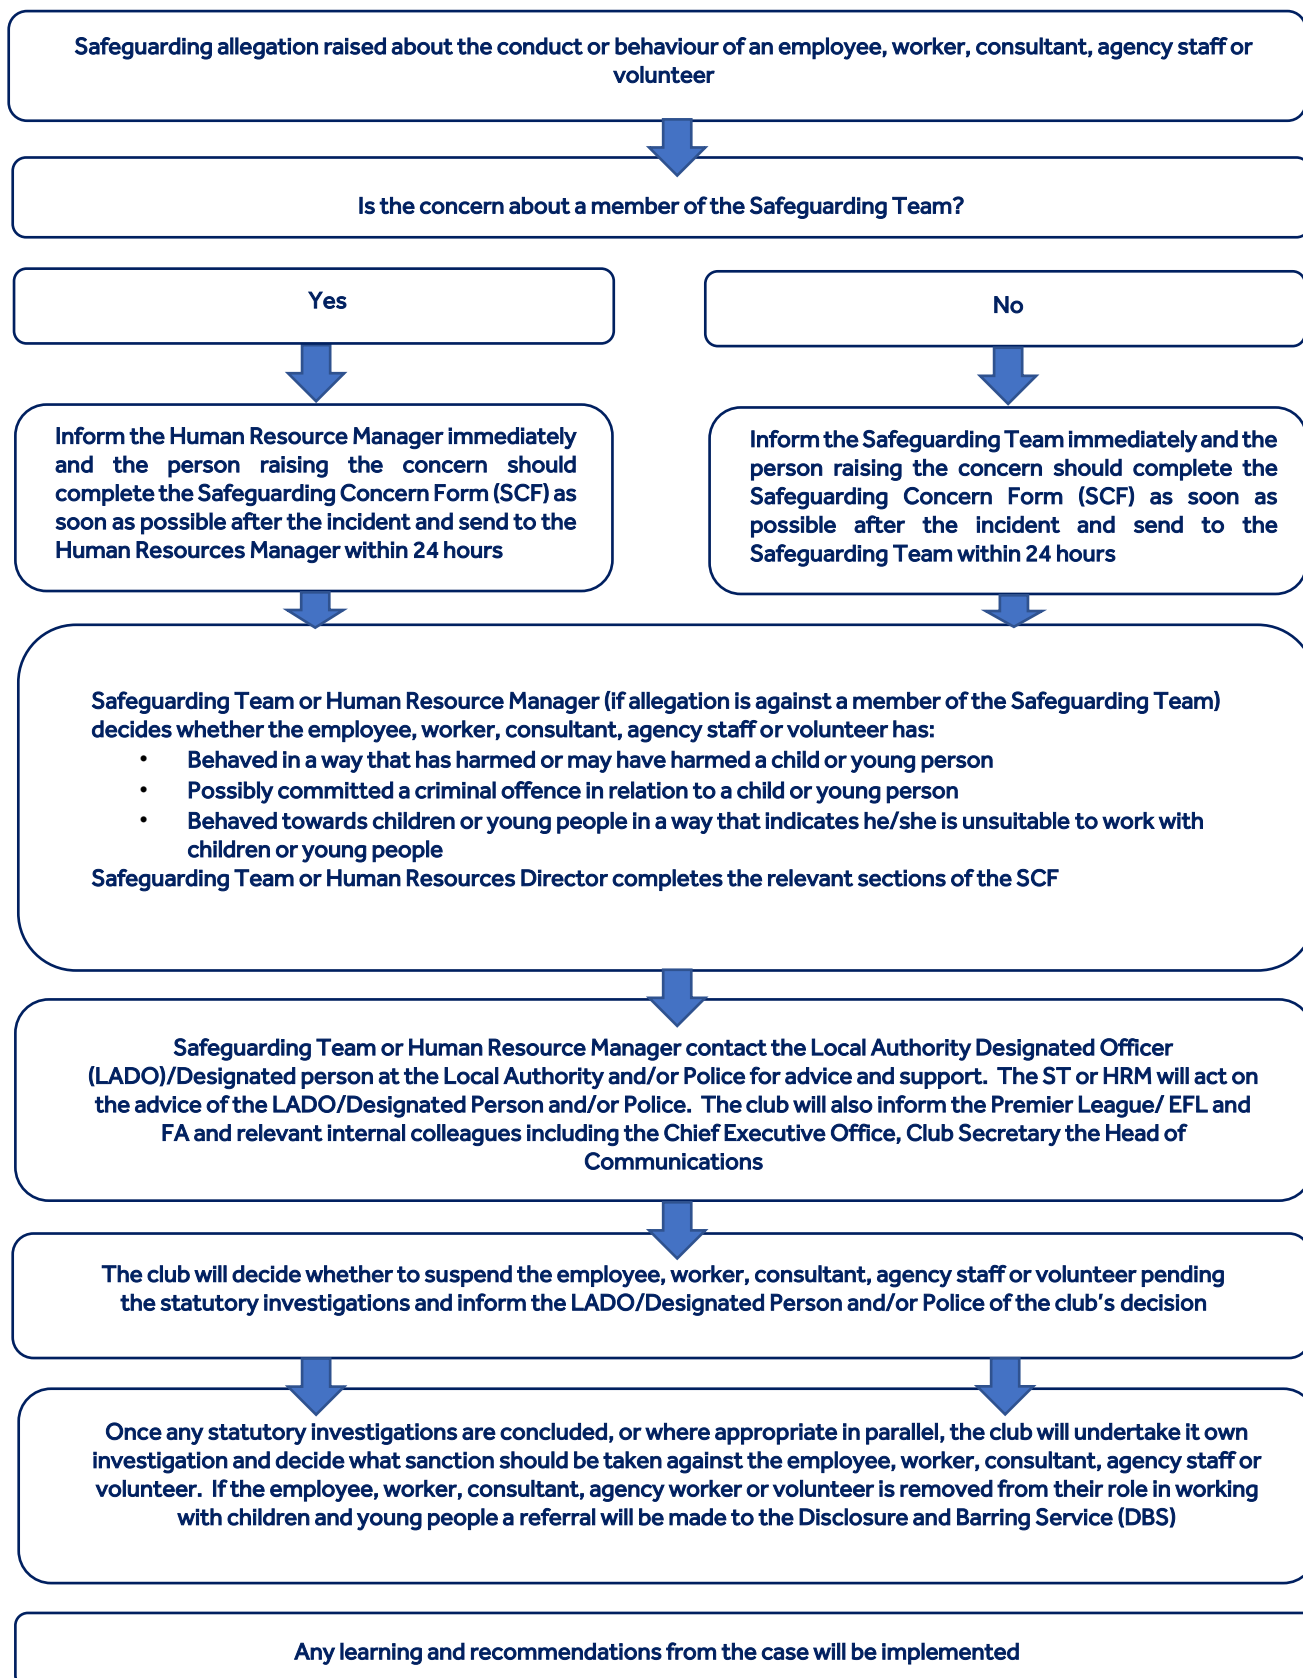 Safeguarding allegation raised about the conduct or behaviour of an employee, worker, consultant, agency staff or
volunteer
Is the concern about a member of the Safeguarding Team?
Yes
No
Inform the Human Resource Manager immediately
and the person raising the concern should
complete the Safeguarding Concern Form (SCF) as
soon as possible after the incident and send to the
Human Resources Manager within 24 hours
Inform the Safeguarding Team immediately and the
person raising the concern should complete the
Safeguarding Concern Form (SCF) as soon as
possible after the incident and send to the
Safeguarding Team within 24 hours
Safeguarding Team or Human Resource Manager (if allegation is against a member of the Safeguarding Team)
decides whether the employee, worker, consultant, agency staff or volunteer has:
• Behaved in a way that has harmed or may have harmed a child or young person
• Possibly committed a criminal offence in relation to a child or young person
• Behaved towards children or young people in a way that indicates he/she is unsuitable to work with
children or young people
Safeguarding Team or Human Resources Director completes the relevant sections of the SCF
Safeguarding Team or Human Resource Manager contact the Local Authority Designated Officer
(LADO)/Designated person at the Local Authority and/or Police for advice and support. The ST or HRM will act on
the advice of the LADO/Designated Person and/or Police. The club will also inform the Premier League/ EFL and
FA and relevant internal colleagues including the Chief Executive Office, Club Secretary the Head of
Communications
The club will decide whether to suspend the employee, worker, consultant, agency staff or volunteer pending
the statutory investigations and inform the LADO/Designated Person and/or Police of the club's decision
Once any statutory investigations are concluded, or where appropriate in parallel, the club will undertake it own
investigation and decide what sanction should be taken against the employee, worker, consultant, agency staff or
volunteer. If the employee, worker, consultant, agency worker or volunteer is removed from their role in working
with children and young people a referral will be made to the Disclosure and Barring Service (DBS)
Any learning and recommendations from the case will be implemented